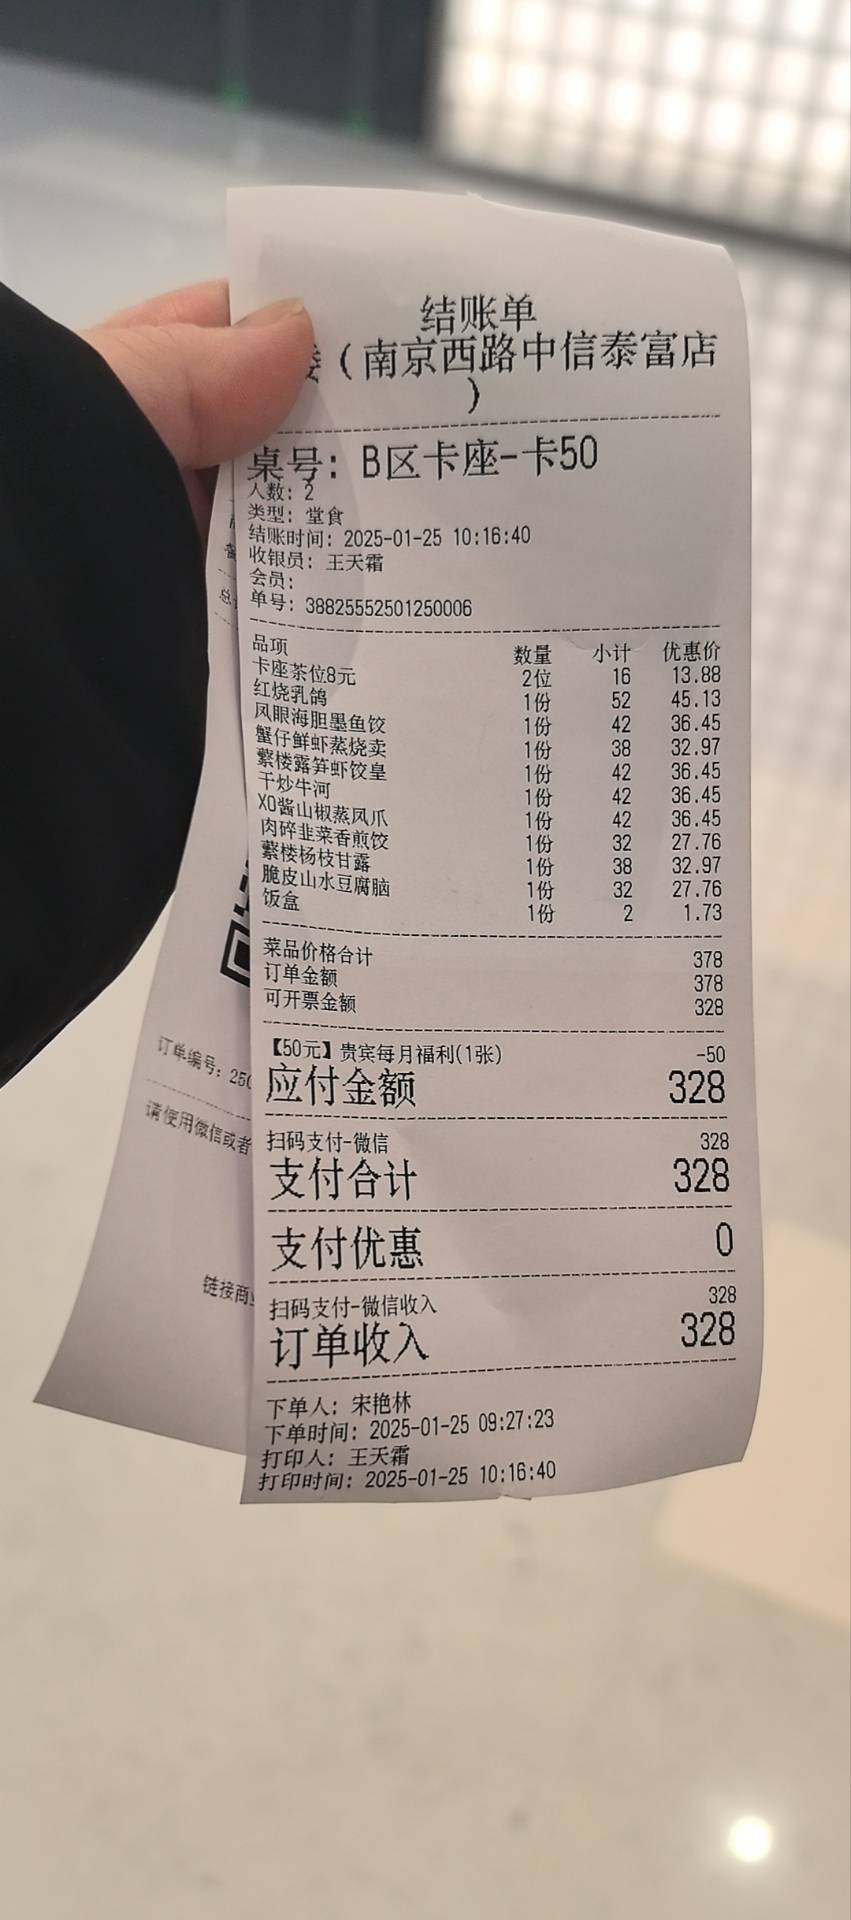 结账单
楼（南京西路中信泰富店
）
桌号：B区卡座-卡50
人数：2
类型：堂食
结账时间：2025-01-25 10:16:40
收银员：王天霜
会员：
单号：38825552501250006
品项 数量 小计 优惠价
卡座茶位8元 2位 16 13.88
红烧乳鸽 1份 52 45.13
凤眼海胆墨鱼饺 1份 42 36.45
蟹仔鲜虾蒸烧卖 1份 38 32.97
蘩楼露笋虾饺皇 1份 42 36.45
干炒牛河 1份 42 36.45
XO酱山椒蒸凤爪 1份 42 36.45
肉碎韭菜香煎饺 1份 32 27.76
蘩楼杨枝甘露 1份 38 32.97
脆皮山水豆腐脑 1份 32 27.76
饭盒 1份 2 1.73
菜品价格合计 378
订单金额 378
可开票金额 328
【50元】贵宾每月福利(1张) -50
应付金额 328
扫码支付-微信 328
支付合计 328
支付优惠 0
扫码支付-微信收入 328
订单收入 328
下单人：宋艳林
下单时间：2025-01-25 09:27:23
打印人：王天霜
打印时间：2025-01-25 10:16:40
订单编号：250
请使用微信或者
链接商